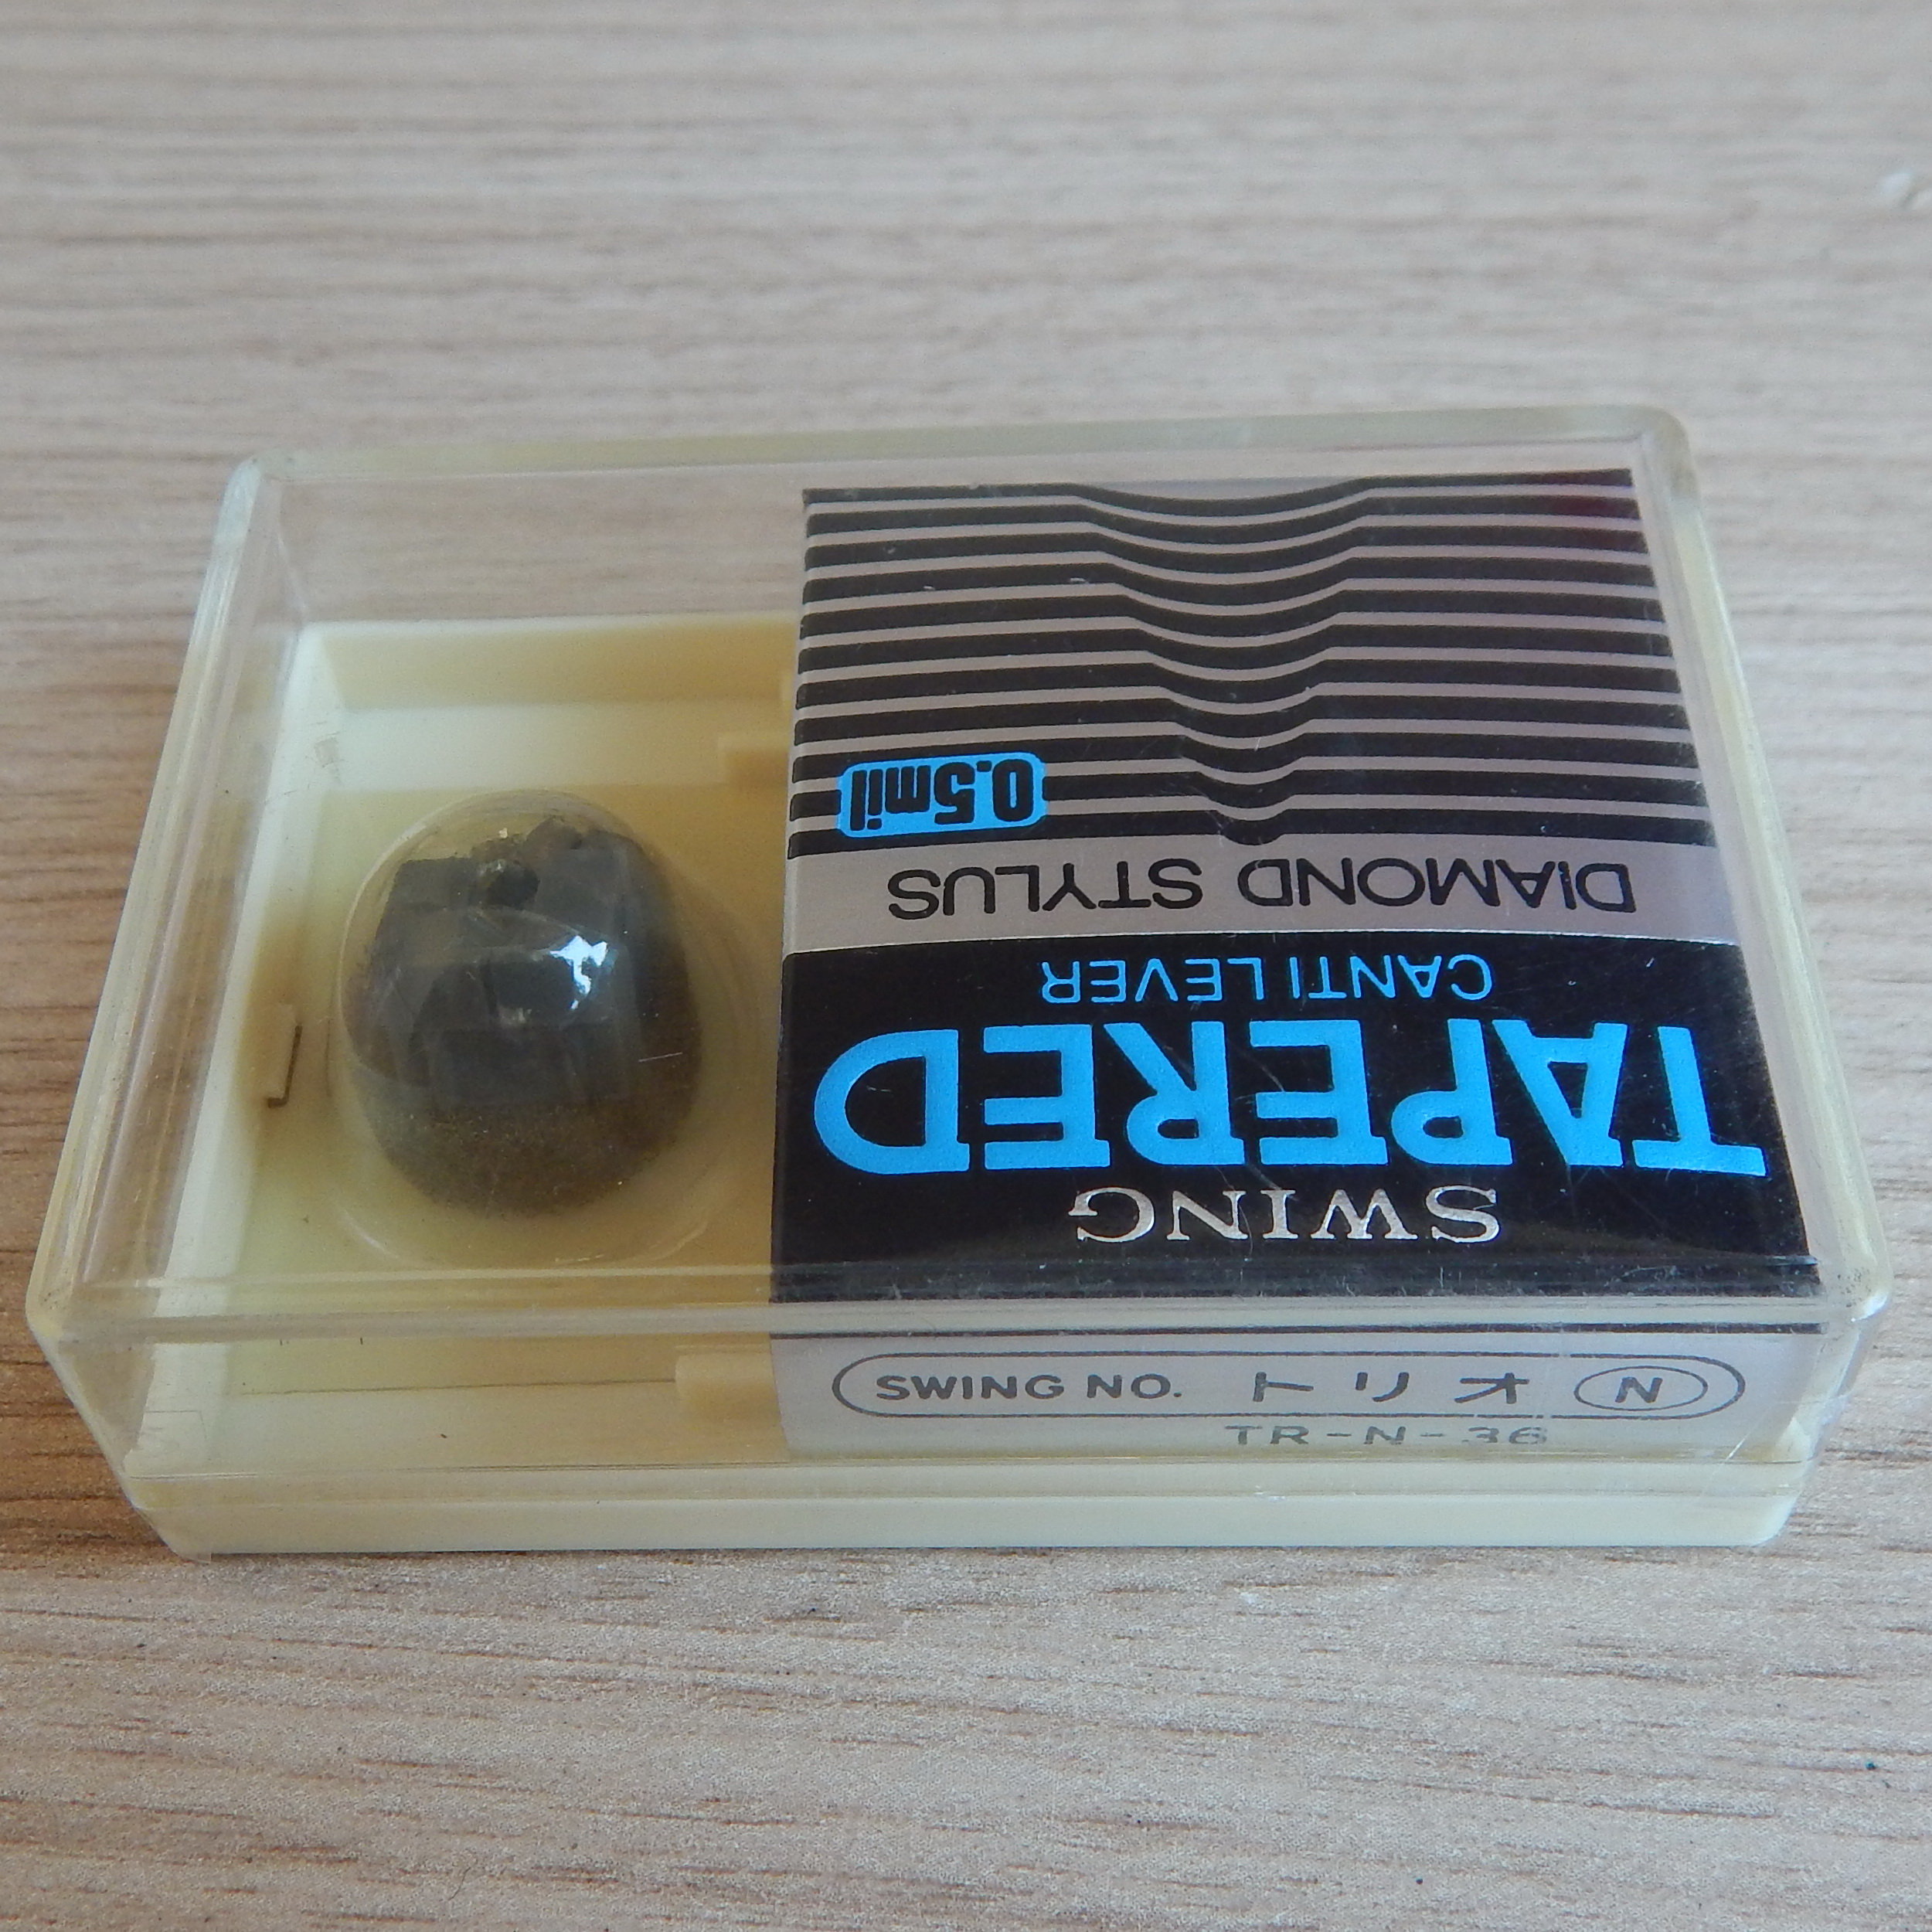 SWING
TAPERED
CANTILEVER
DIAMOND STYLUS
0.5mil
SWING NO. トリオ N
TR-N-36